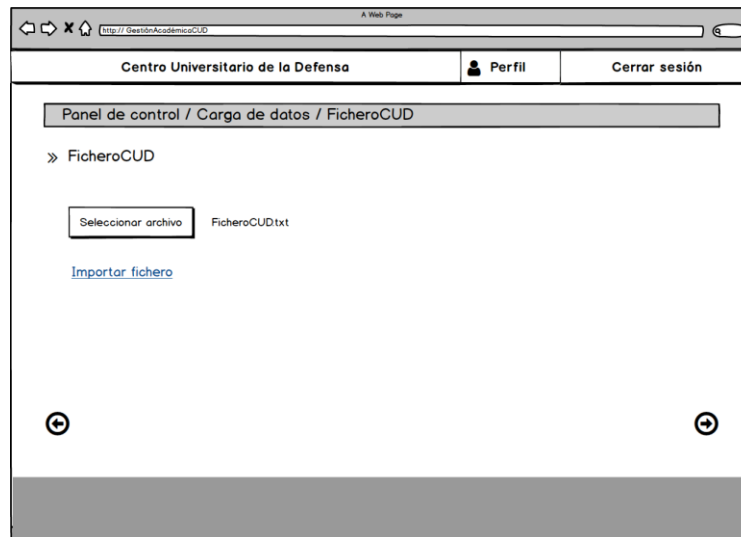 A Web Page
http:// GestiónAcadémicaCUD
Centro Universitario de la Defensa
Perfil
Cerrar sesión
Panel de control / Carga de datos / FicheroCUD
» FicheroCUD
Seleccionar archivo
FicheroCUD.txt
Importar fichero